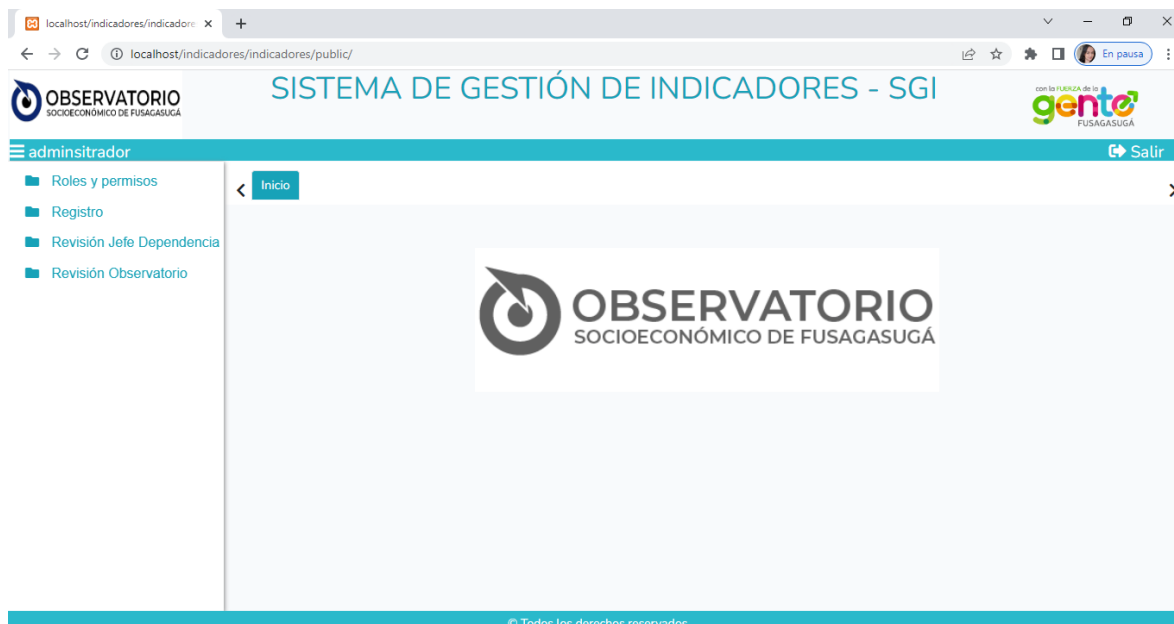 localhost/indicadores/indicadore
localhost/indicadores/indicadores/public/
En pausa
OBSERVATORIO
SOCIOECONÓMICO DE FUSAGASUGÁ
SISTEMA DE GESTIÓN DE INDICADORES - SGI
con la FUERZA de la
gente
FUSAGASUGÁ
adminsitrador
Salir
Roles y permisos
Registro
Revisión Jefe Dependencia
Revisión Observatorio
Inicio
OBSERVATORIO
SOCIOECONÓMICO DE FUSAGASUGÁ
© Todos los derechos reservados